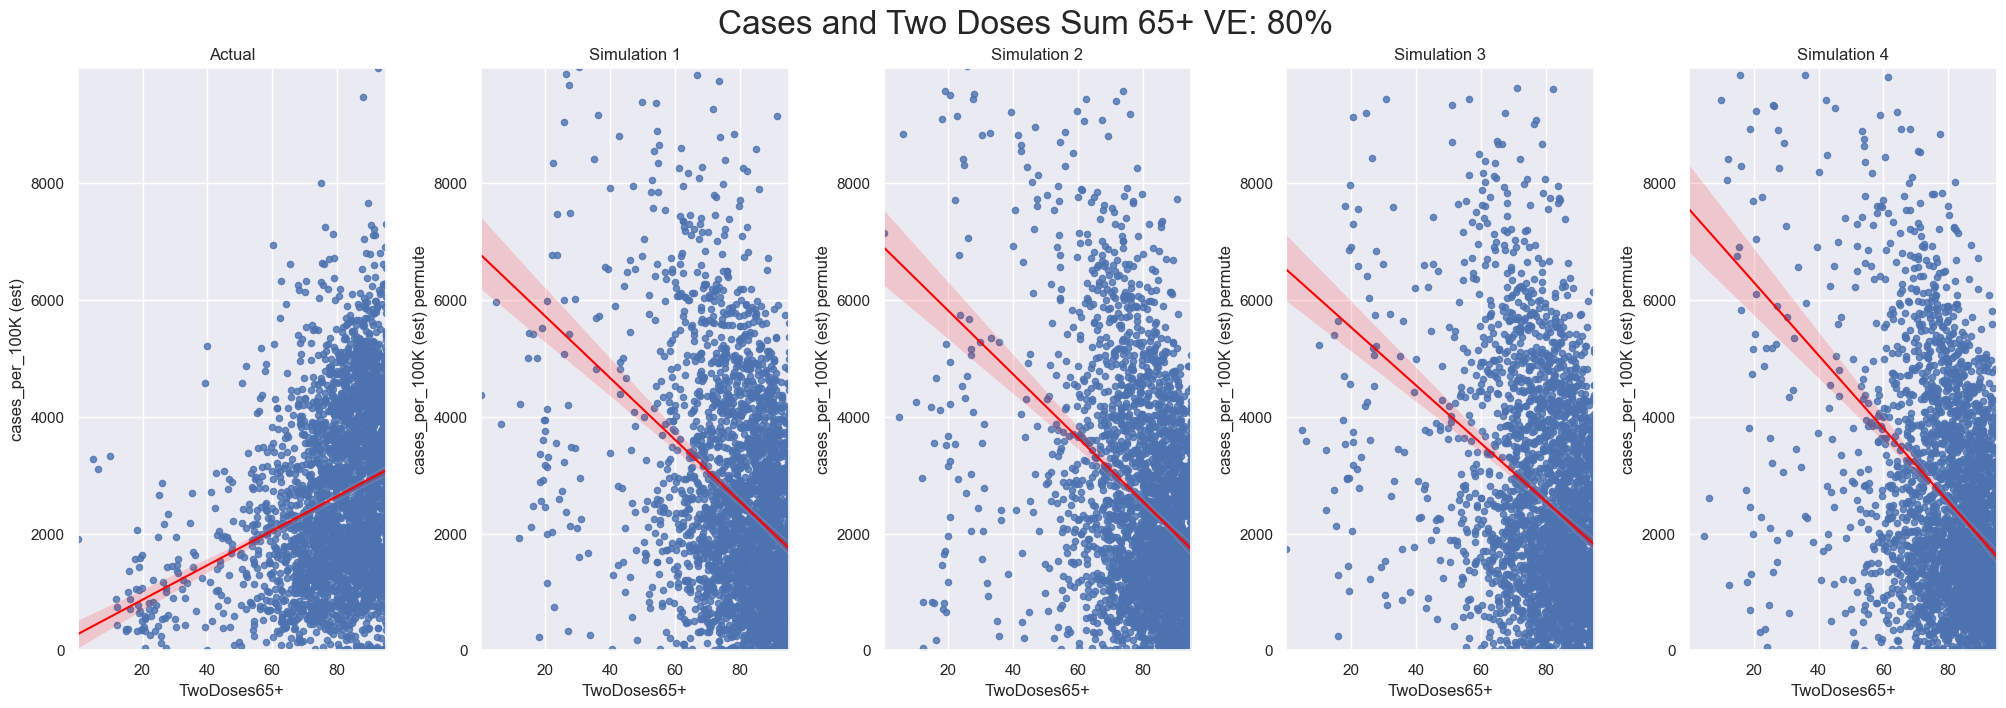 Cases and Two Doses Sum 65+ VE: 80%
Actual
Simulation 1
Simulation 2
Simulation 3
Simulation 4
cases_per_100K (est)
8000
6000
4000
2000
0
20 40 60 80
TwoDoses65+
cases_per_100K (est) permute
8000
6000
4000
2000
0
20 40 60 80
TwoDoses65+
cases_per_100K (est) permute
8000
6000
4000
2000
0
20 40 60 80
TwoDoses65+
cases_per_100K (est) permute
8000
6000
4000
2000
0
20 40 60 80
TwoDoses65+
cases_per_100K (est) permute
8000
6000
4000
2000
0
20 40 60 80
TwoDoses65+